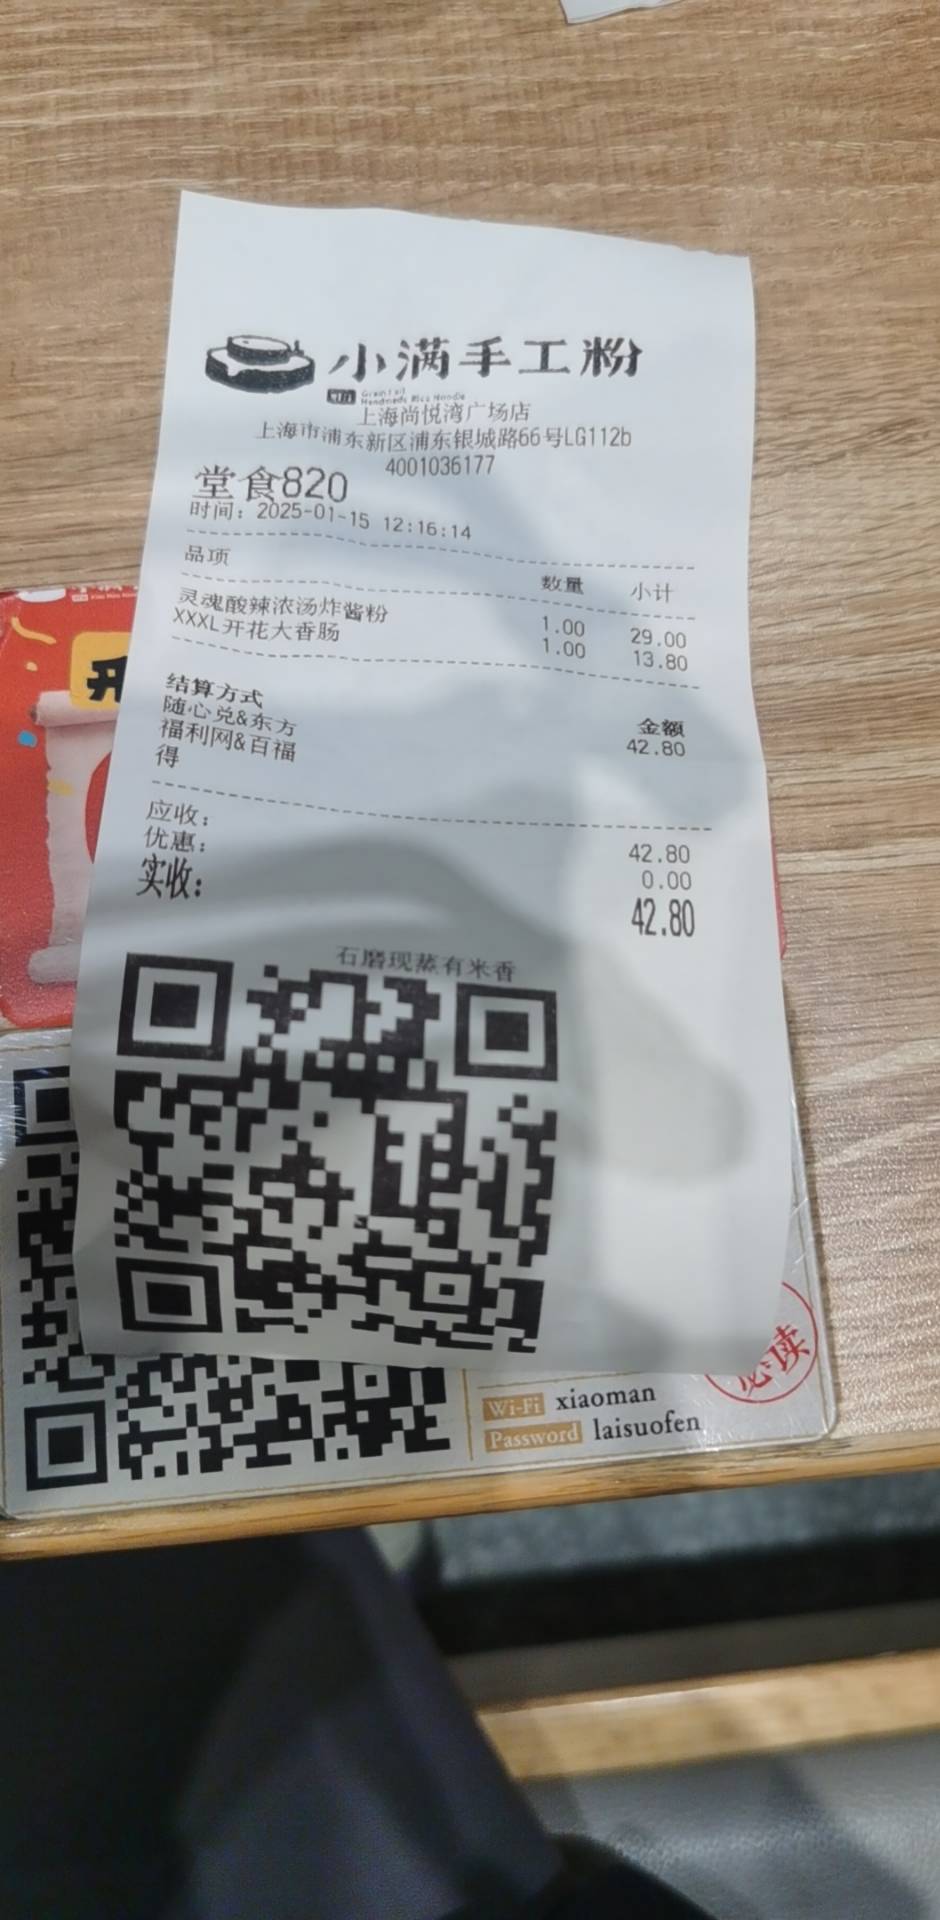 小满手工粉
上海尚悦湾广场店
上海市浦东新区浦东银城路66号LG112b
4001036177
堂食820
时间：2025-01-15 12:16:14
品项 数量 小计
灵魂酸辣浓汤炸酱粉 1.00 29.00
XXXL开花大香肠 1.00 13.80
结算方式 金额
随心兑&东方 42.80
福利网&百福
得
应收： 42.80
优惠： 0.00
实收： 42.80
石磨现蒸有米香
开
必读
Wi-Fi xiaoman
Password laisuofen